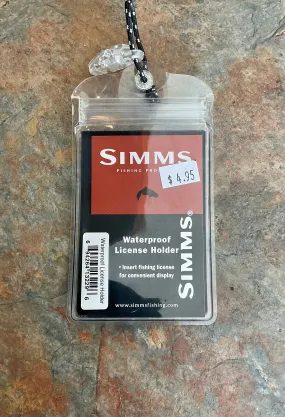 SIMMS
FISHING PRO
$4.95
Waterproof
License Holder
• Insert fishing license
for convenient display
SIMMS®
www.simmsfishing.com
Waterproof License Holder